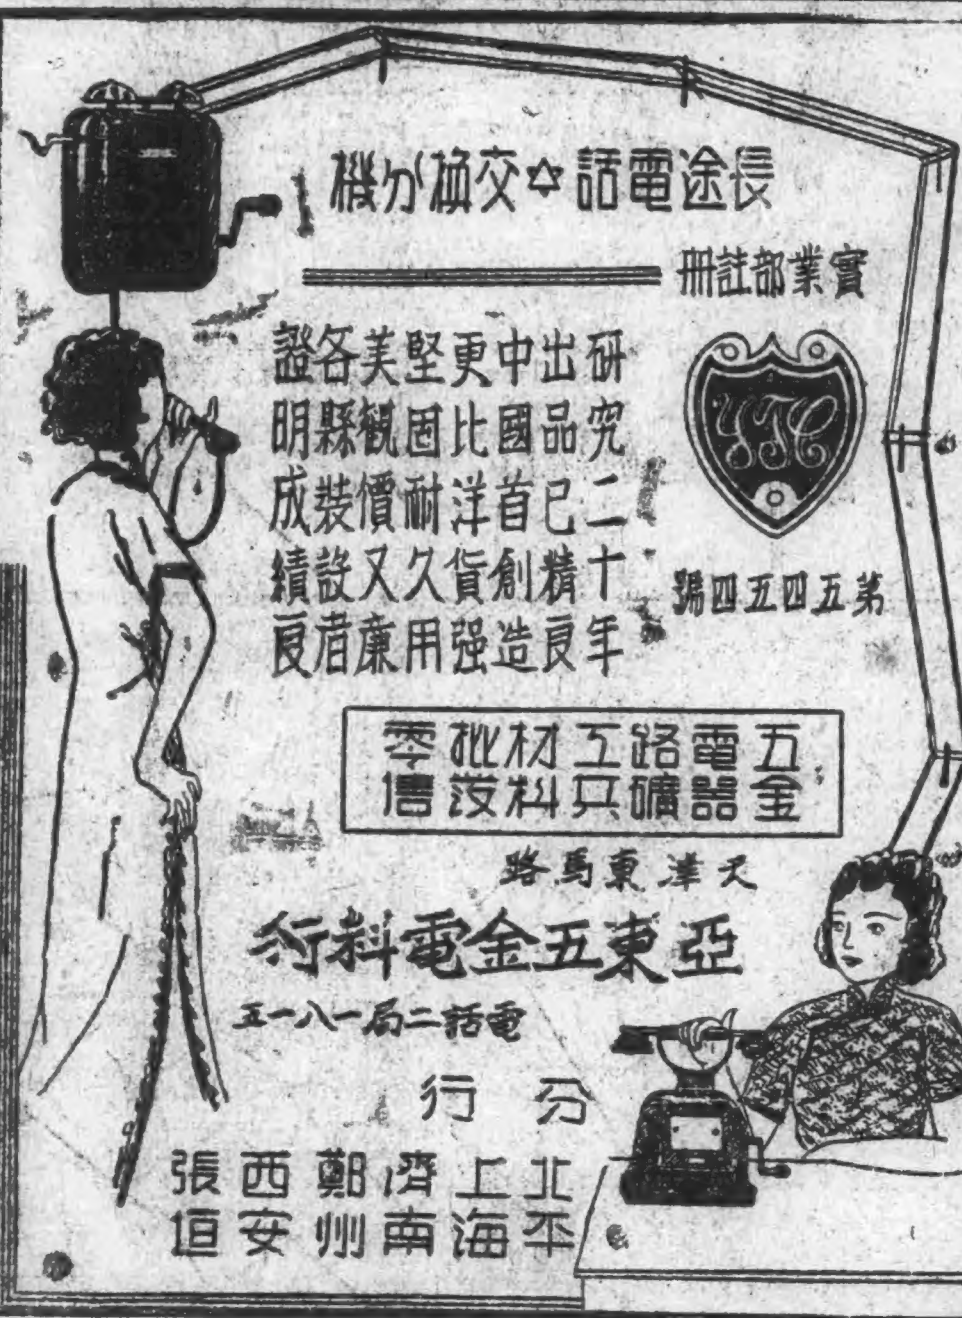 長途電話✡交換分機
實業部註冊
YTC
第五四五四號
研究二十年
出品已精良
中國首創造
更比洋貨强
堅固耐久用
美觀價又廉
各縣裝設者
證明成績良
五金
電器
路礦
工兵
材料
批發
零售
天津東馬路
亞東五金電料行
電話二局一八一五
分行
北平
上海
濟南
鄭州
西安
張垣